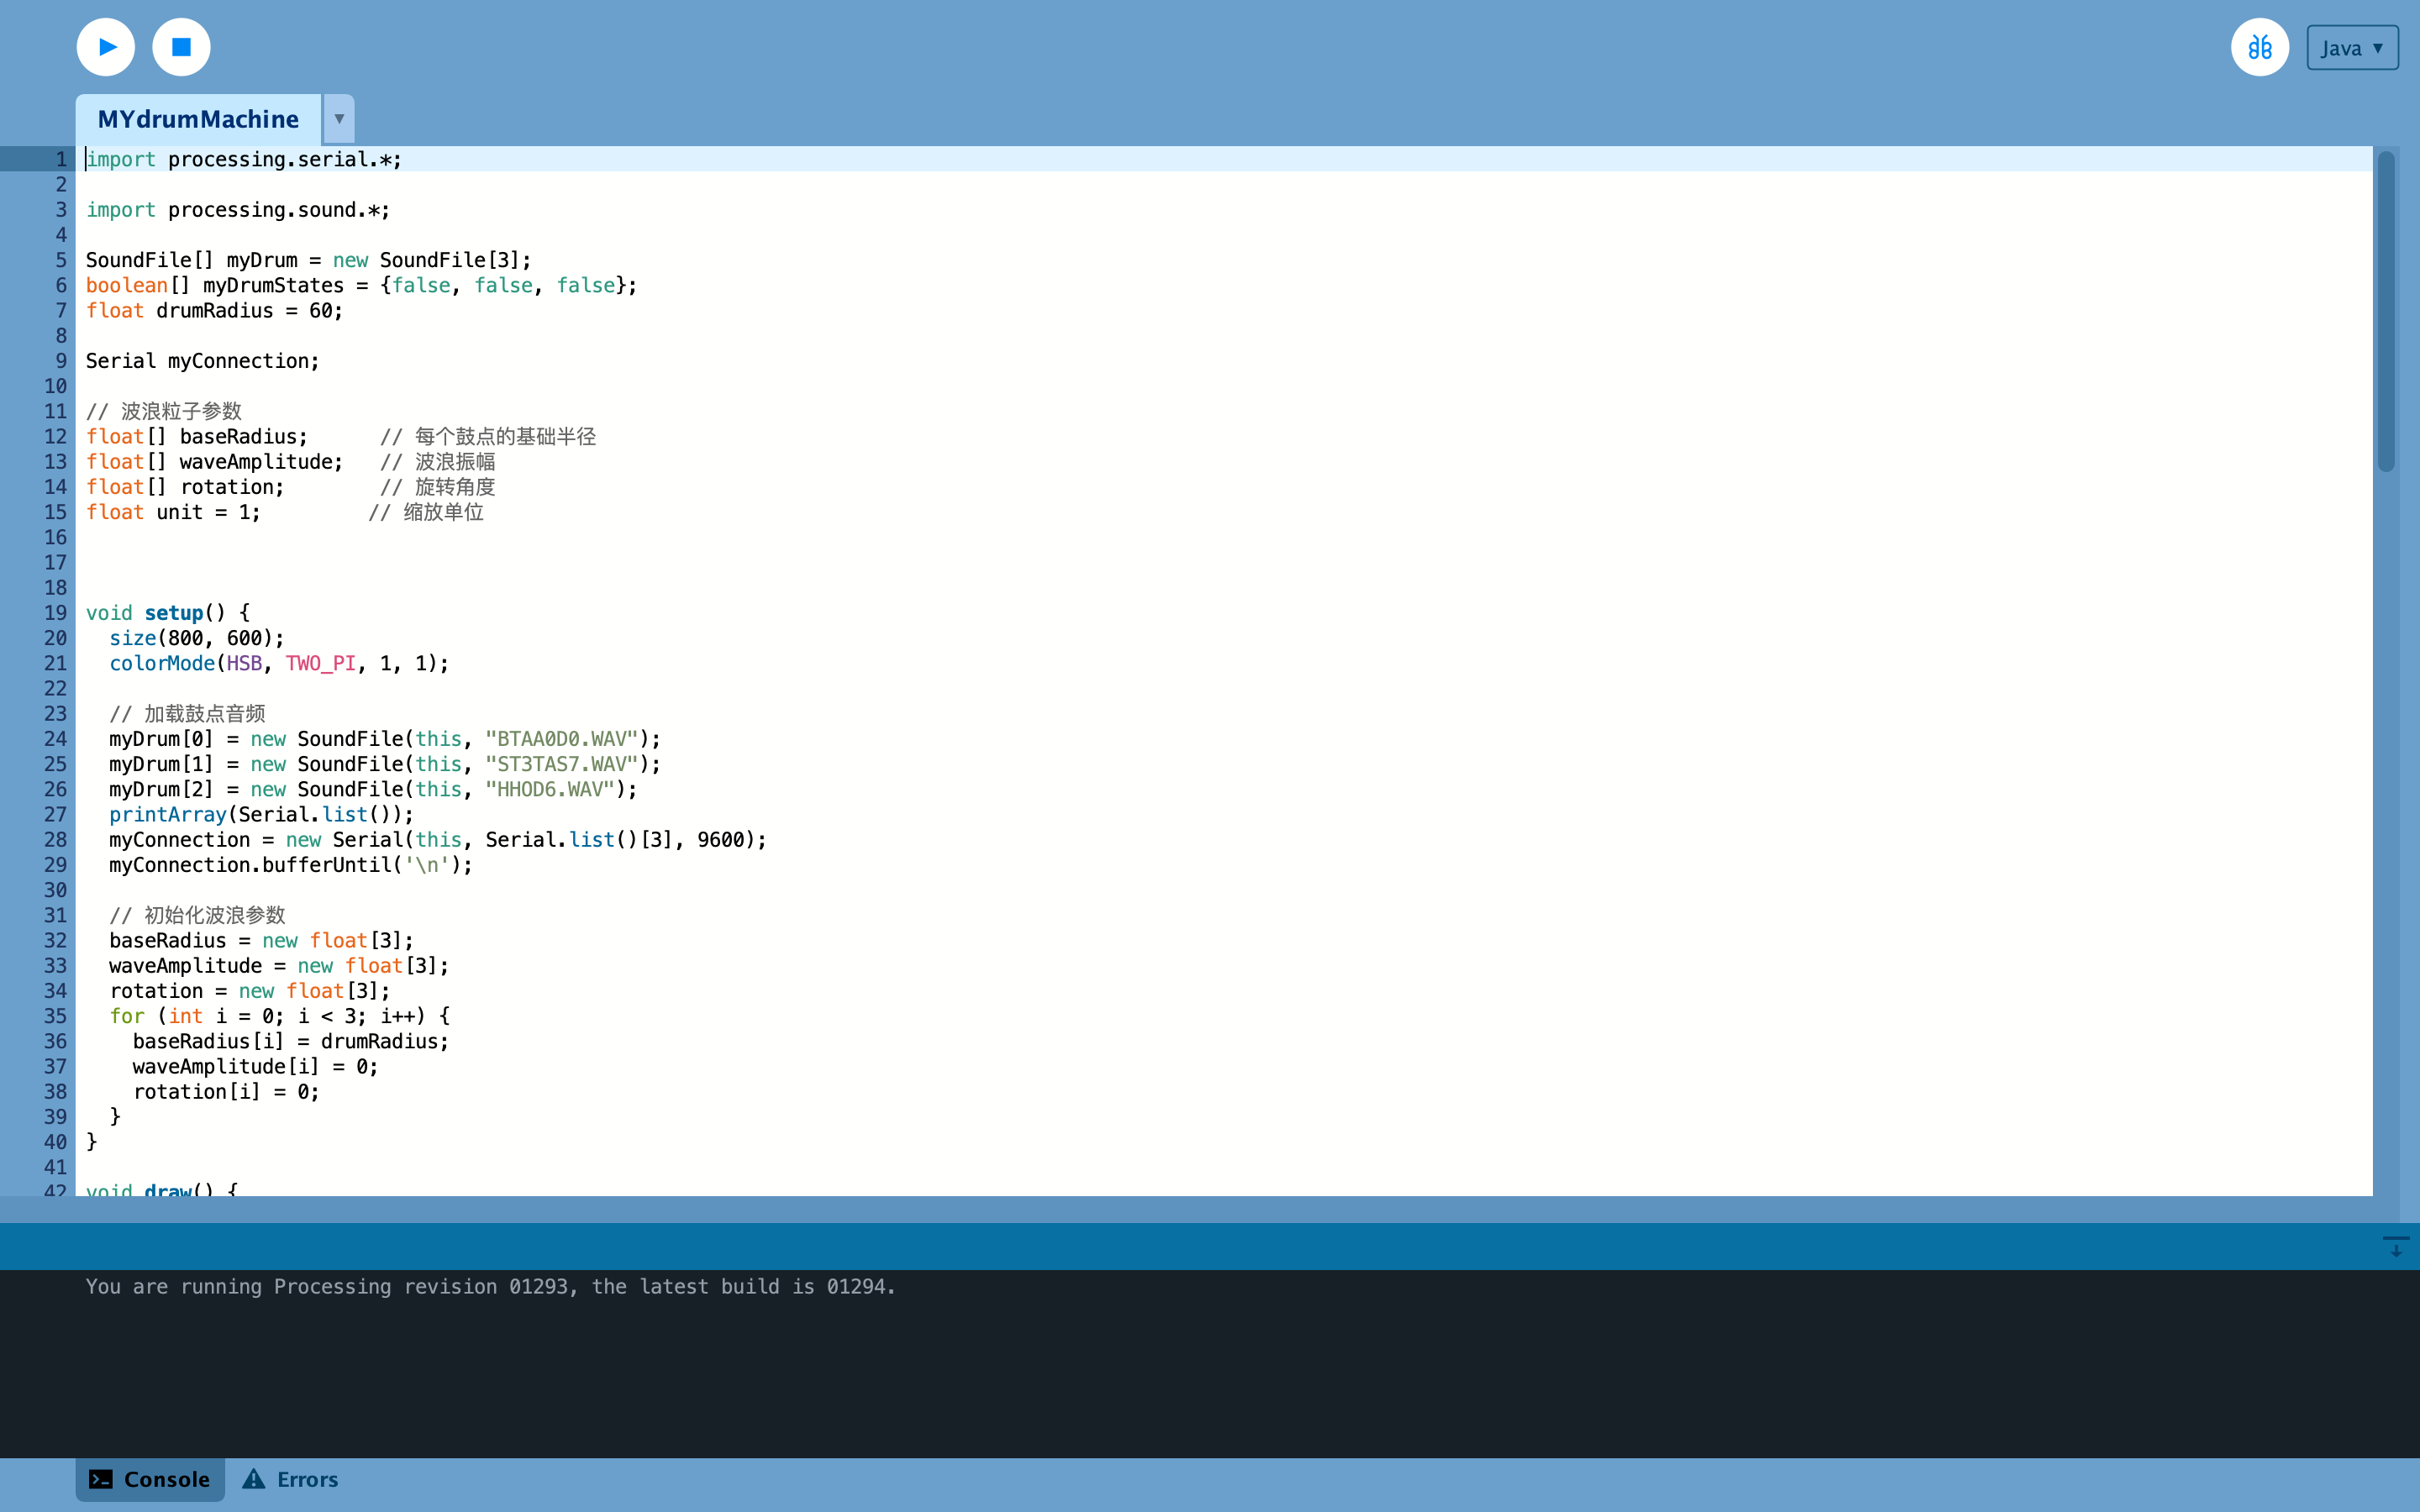 Java ▼
MYdrumMachine ▼
1 import processing.serial.*;
2
3 import processing.sound.*;
4
5 SoundFile[] myDrum = new SoundFile[3];
6 boolean[] myDrumStates = {false, false, false};
7 float drumRadius = 60;
8
9 Serial myConnection;
10
11 // 波浪粒子参数
12 float[] baseRadius;      // 每个鼓点的基础半径
13 float[] waveAmplitude;   // 波浪振幅
14 float[] rotation;        // 旋转角度
15 float unit = 1;         // 缩放单位
16
17
18
19 void setup() {
20   size(800, 600);
21   colorMode(HSB, TWO_PI, 1, 1);
22
23   // 加载鼓点音频
24   myDrum[0] = new SoundFile(this, "BTAA0D0.WAV");
25   myDrum[1] = new SoundFile(this, "ST3TAS7.WAV");
26   myDrum[2] = new SoundFile(this, "HHOD6.WAV");
27   printArray(Serial.list());
28   myConnection = new Serial(this, Serial.list()[3], 9600);
29   myConnection.bufferUntil('\n');
30
31   // 初始化波浪参数
32   baseRadius = new float[3];
33   waveAmplitude = new float[3];
34   rotation = new float[3];
35   for (int i = 0; i < 3; i++) {
36     baseRadius[i] = drumRadius;
37     waveAmplitude[i] = 0;
38     rotation[i] = 0;
39   }
40 }
41
42 void draw() {
You are running Processing revision 01293, the latest build is 01294.
Console Errors